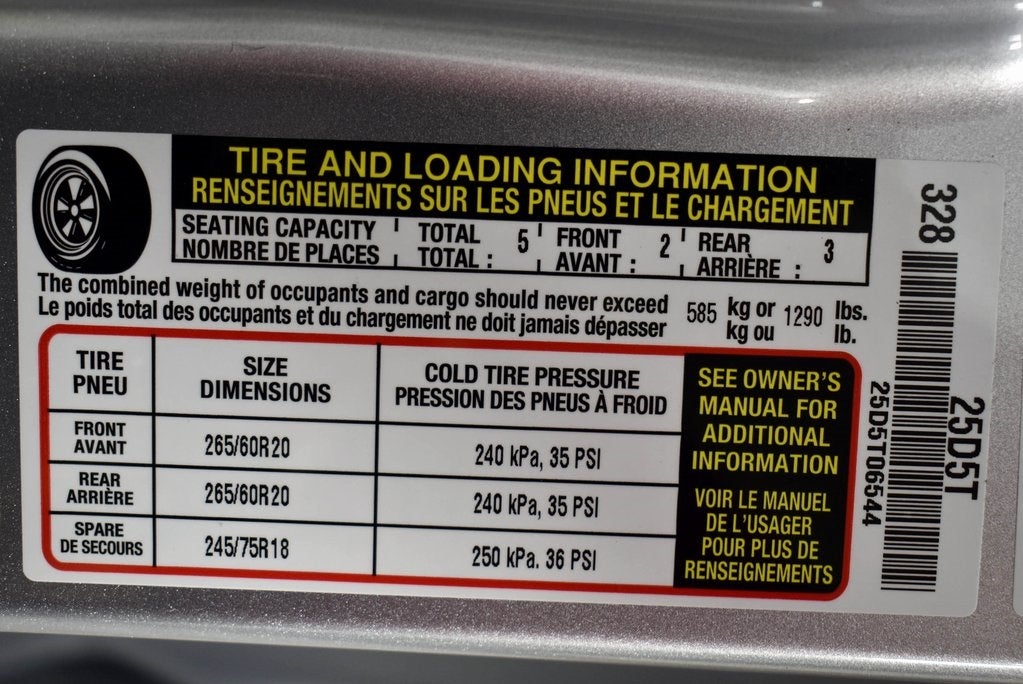 TIRE AND LOADING INFORMATION
RENSEIGNEMENTS SUR LES PNEUS ET LE CHARGEMENT
SEATING CAPACITY TOTAL 5 FRONT 2 REAR 3
NOMBRE DE PLACES TOTAL : AVANT : ARRIÈRE :
The combined weight of occupants and cargo should never exceed 585 kg or 1290 lbs.
Le poids total des occupants et du chargement ne doit jamais dépasser kg ou lb.
TIRE
PNEU
SIZE
DIMENSIONS
COLD TIRE PRESSURE
PRESSION DES PNEUS À FROID
FRONT
AVANT
265/60R20
240 kPa, 35 PSI
REAR
ARRIÈRE
265/60R20
240 kPa, 35 PSI
SPARE
DE SECOURS
245/75R18
250 kPa. 36 PSI
SEE OWNER'S
MANUAL FOR
ADDITIONAL
INFORMATION
VOIR LE MANUEL
DE L'USAGER
POUR PLUS DE
RENSEIGNEMENTS
328
25D5T
25D5T06544